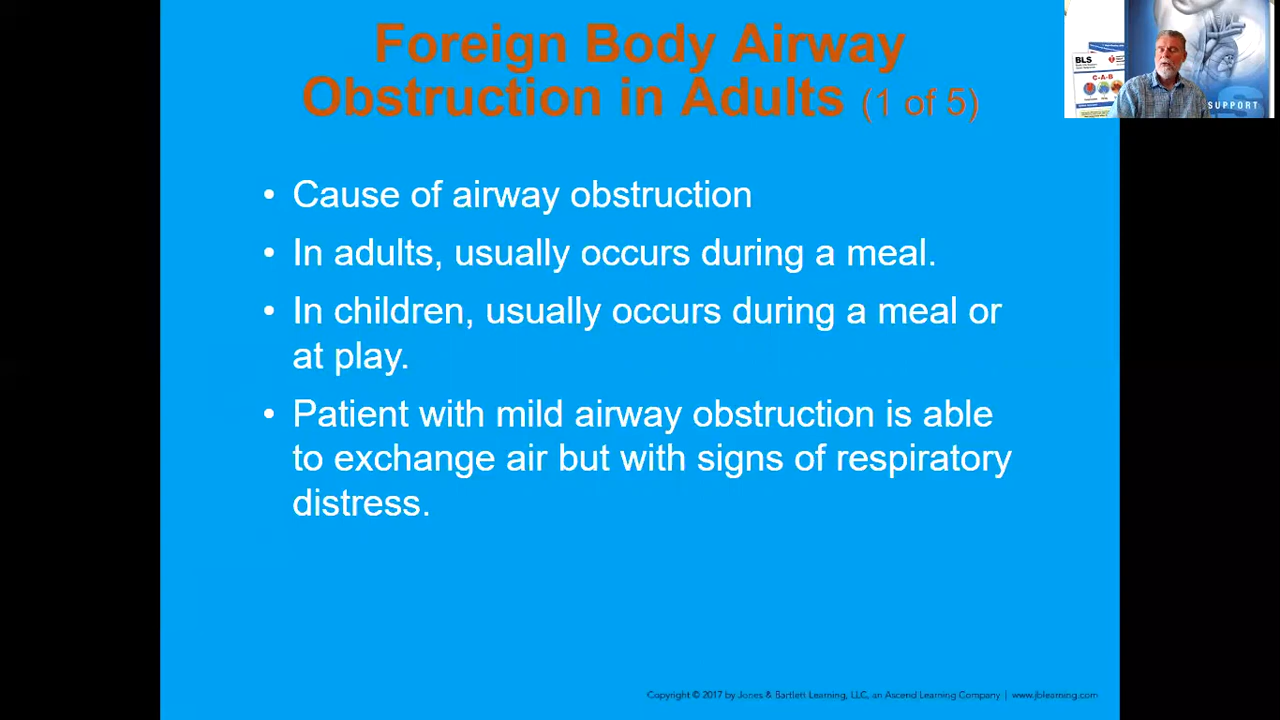 Foreign Body Airway
Obstruction in Adults (1 of 5)
BLS
C-A-B
SUPPORT
• Cause of airway obstruction
• In adults, usually occurs during a meal.
• In children, usually occurs during a meal or
at play.
• Patient with mild airway obstruction is able
to exchange air but with signs of respiratory
distress.
Copyright © 2017 by Jones & Bartlett Learning, LLC, an Ascend Learning Company | www.jblearning.com